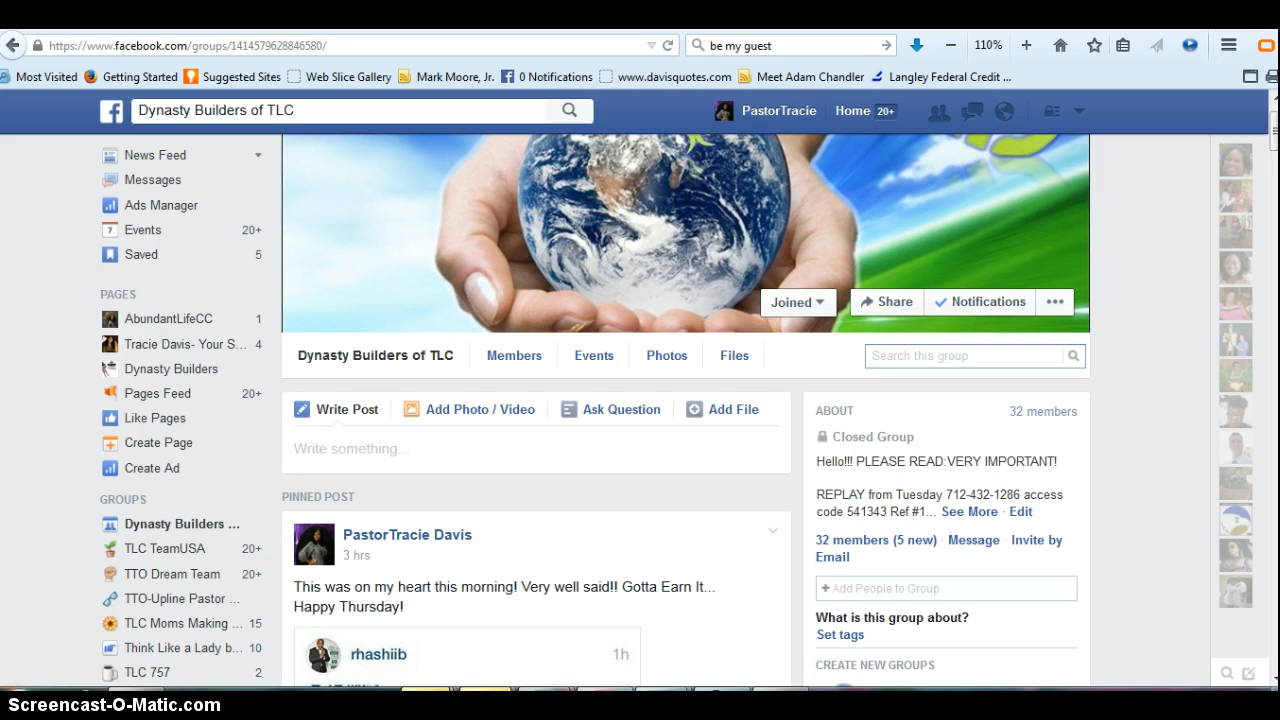 https://www.facebook.com/groups/1414579628846580/
be my guest
110%
Most Visited
Getting Started
Suggested Sites
Web Slice Gallery
Mark Moore, Jr.
0 Notifications
www.davisquotes.com
Meet Adam Chandler
Langley Federal Credit ...
Dynasty Builders of TLC
PastorTracie
Home 20+
News Feed
Messages
Ads Manager
7 Events 20+
Saved 5
PAGES
AbundantLifeCC 1
Tracie Davis- Your S... 4
Dynasty Builders
Pages Feed 20+
Like Pages
Create Page
Create Ad
GROUPS
Dynasty Builders ...
TLC TeamUSA 20+
TTO Dream Team 20+
TTO-Upline Pastor ...
TLC Moms Making ... 15
Think Like a Lady b... 10
TLC 757 2
Joined
Share
Notifications
Dynasty Builders of TLC
Members
Events
Photos
Files
Search this group
Write Post
Add Photo / Video
Ask Question
Add File
Write something...
PINNED POST
PastorTracie Davis
3 hrs
This was on my heart this morning! Very well said!! Gotta Earn It...
Happy Thursday!
rhashiib 1h
ABOUT 32 members
Closed Group
Hello!!! PLEASE READ:VERY IMPORTANT!
REPLAY from Tuesday 712-432-1286 access
code 541343 Ref #1... See More · Edit
32 members (5 new) · Message · Invite by
Email
+ Add People to Group
What is this group about?
Set tags
CREATE NEW GROUPS
Screencast-O-Matic.com